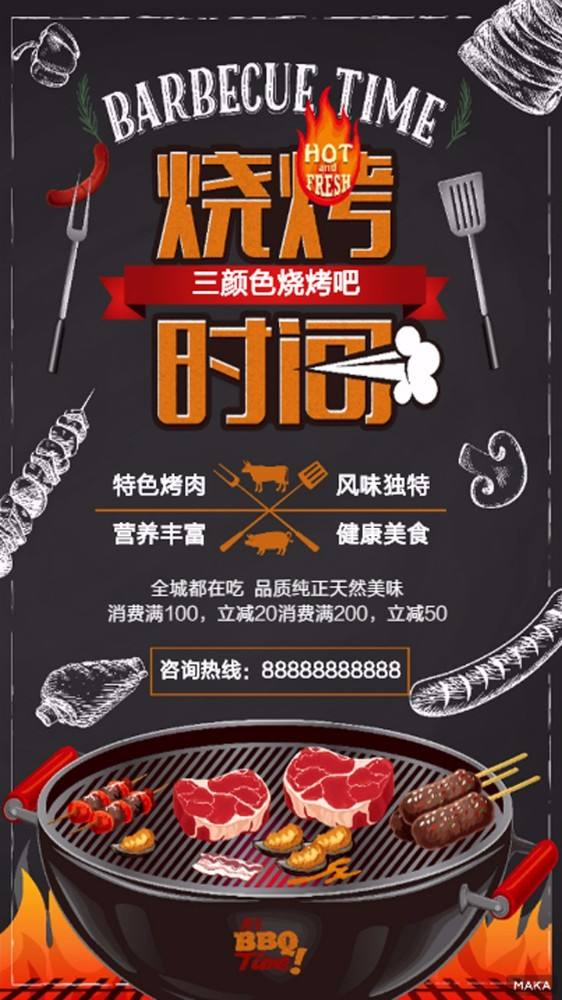 BARBECUE TIME
HOT
and
FRESH
烧烤
三颜色烧烤吧
时间
特色烤肉 风味独特
营养丰富 健康美食
全城都在吃 品质纯正天然美味
消费满100，立减20消费满200，立减50
咨询热线：88888888888
BBQ
Time!
MAKA